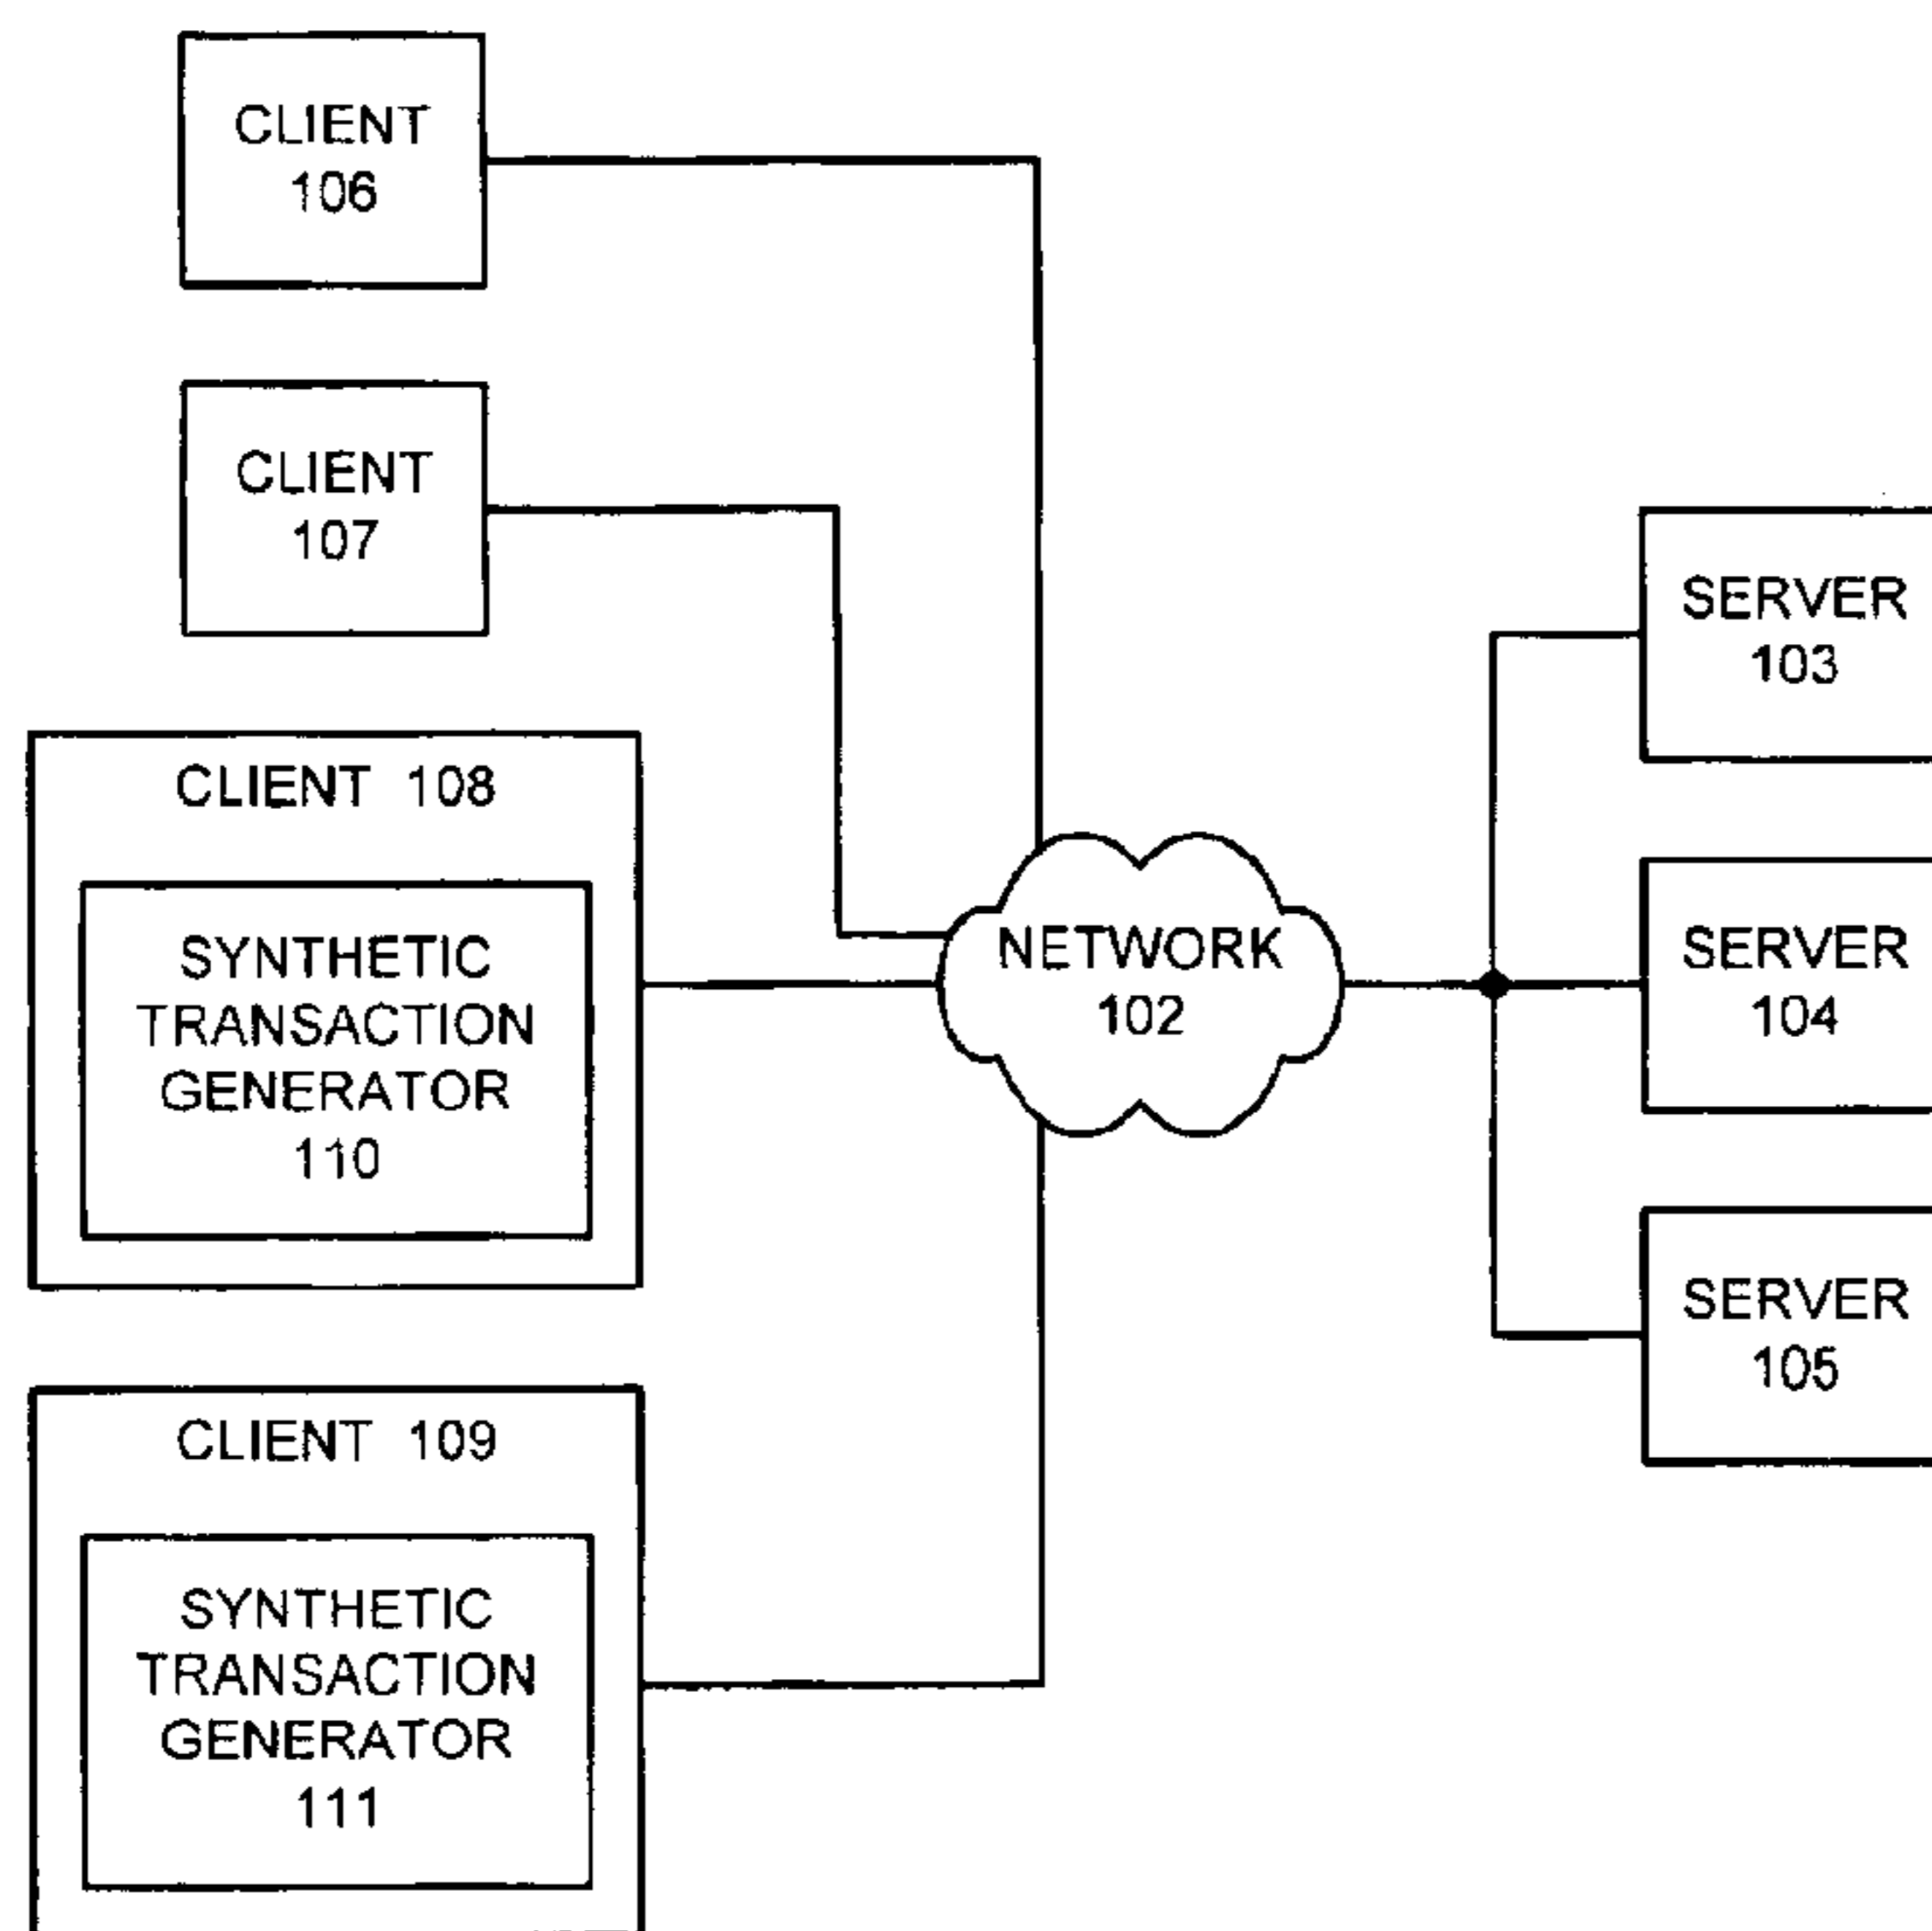 CLIENT
106
CLIENT
107
CLIENT 108
SYNTHETIC
TRANSACTION
GENERATOR
110
CLIENT 109
SYNTHETIC
TRANSACTION
GENERATOR
111
NETWORK
102
SERVER
103
SERVER
104
SERVER
105